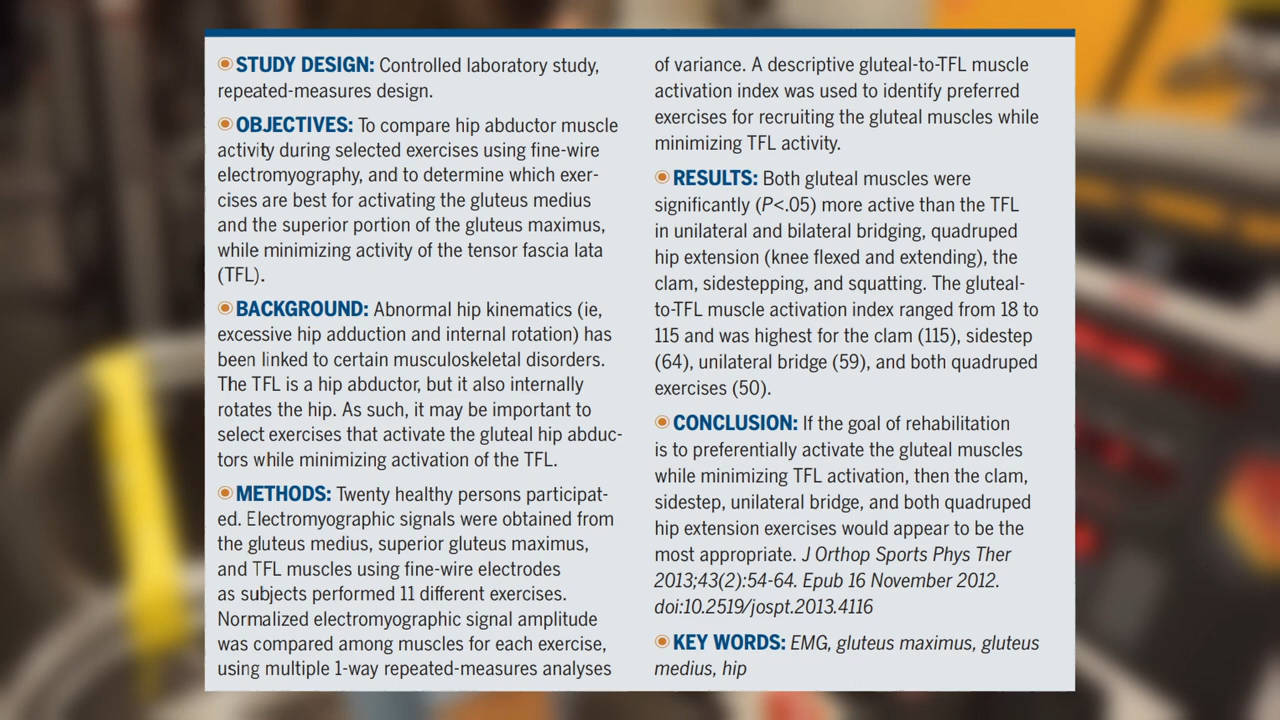 STUDY DESIGN: Controlled laboratory study,
repeated-measures design.
OBJECTIVES: To compare hip abductor muscle
activity during selected exercises using fine-wire
electromyography, and to determine which exer-
cises are best for activating the gluteus medius
and the superior portion of the gluteus maximus,
while minimizing activity of the tensor fascia lata
(TFL).
BACKGROUND: Abnormal hip kinematics (ie,
excessive hip adduction and internal rotation) has
been linked to certain musculoskeletal disorders.
The TFL is a hip abductor, but it also internally
rotates the hip. As such, it may be important to
select exercises that activate the gluteal hip abduc-
tors while minimizing activation of the TFL.
METHODS: Twenty healthy persons participat-
ed. Electromyographic signals were obtained from
the gluteus medius, superior gluteus maximus,
and TFL muscles using fine-wire electrodes
as subjects performed 11 different exercises.
Normalized electromyographic signal amplitude
was compared among muscles for each exercise,
using multiple 1-way repeated-measures analyses
of variance. A descriptive gluteal-to-TFL muscle
activation index was used to identify preferred
exercises for recruiting the gluteal muscles while
minimizing TFL activity.
RESULTS: Both gluteal muscles were
significantly (P<.05) more active than the TFL
in unilateral and bilateral bridging, quadruped
hip extension (knee flexed and extending), the
clam, sidestepping, and squatting. The gluteal-
to-TFL muscle activation index ranged from 18 to
115 and was highest for the clam (115), sidestep
(64), unilateral bridge (59), and both quadruped
exercises (50).
CONCLUSION: If the goal of rehabilitation
is to preferentially activate the gluteal muscles
while minimizing TFL activation, then the clam,
sidestep, unilateral bridge, and both quadruped
hip extension exercises would appear to be the
most appropriate. J Orthop Sports Phys Ther
2013;43(2):54-64. Epub 16 November 2012.
doi:10.2519/jospt.2013.4116
KEY WORDS: EMG, gluteus maximus, gluteus
medius, hip